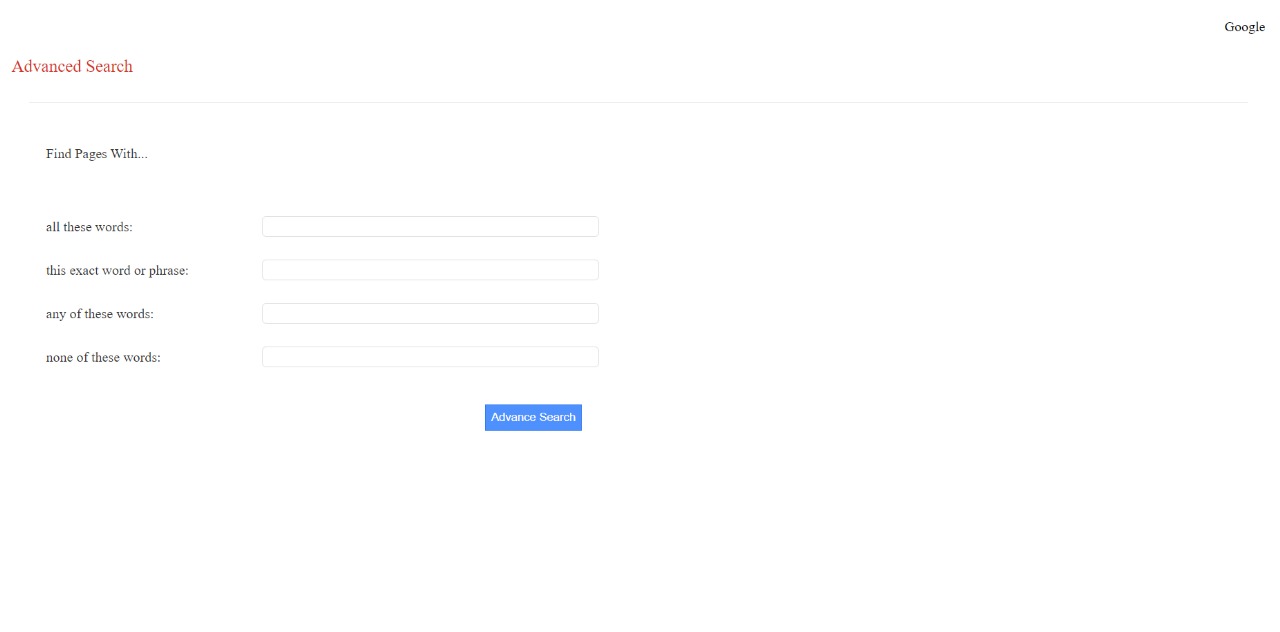 Google
Advanced Search
Find Pages With...
all these words:
this exact word or phrase:
any of these words:
none of these words:
Advance Search